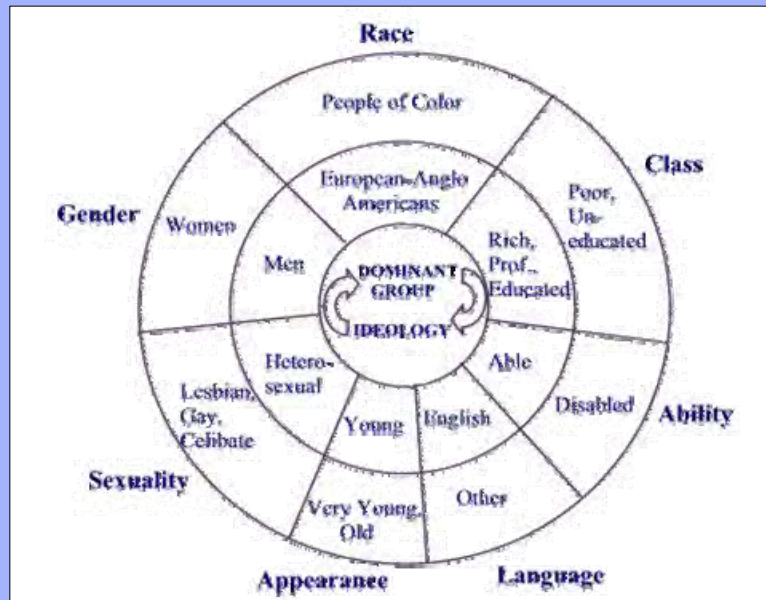 Race
People of Color
European-Anglo
Americans
Class
Poor,
Un-
educated
Rich,
Prof.,
Educated
Gender
Women
Men
DOMINANT
GROUP
IDEOLOGY
Able
Disabled
Ability
Hetero-
sexual
Lesbian,
Gay,
Celibate
Sexuality
Young
Very Young,
Old
Appearance
English
Other
Language